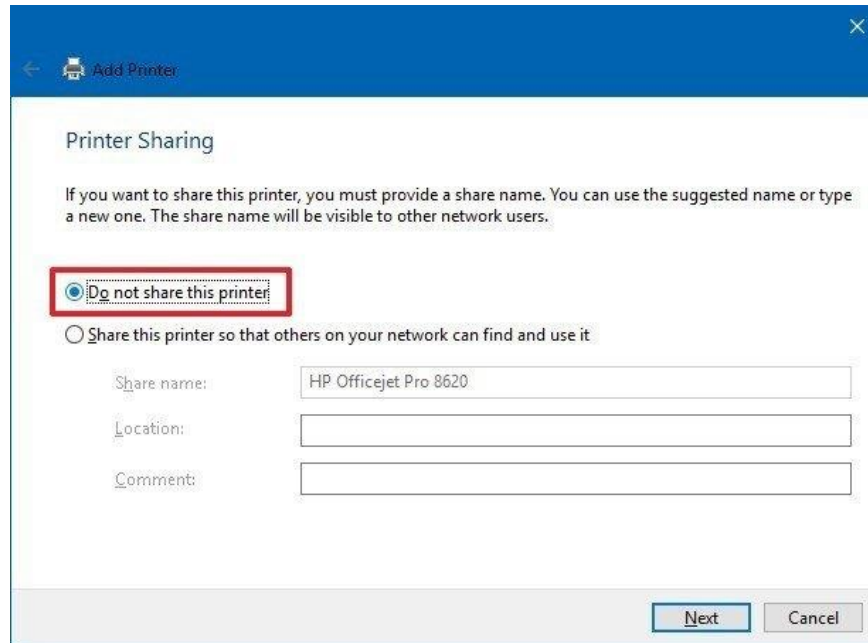 Add Printer
Printer Sharing
If you want to share this printer, you must provide a share name. You can use the suggested name or type
a new one. The share name will be visible to other network users.
Do not share this printer
Share this printer so that others on your network can find and use it
Share name: HP Officejet Pro 8620
Location:
Comment:
Next Cancel